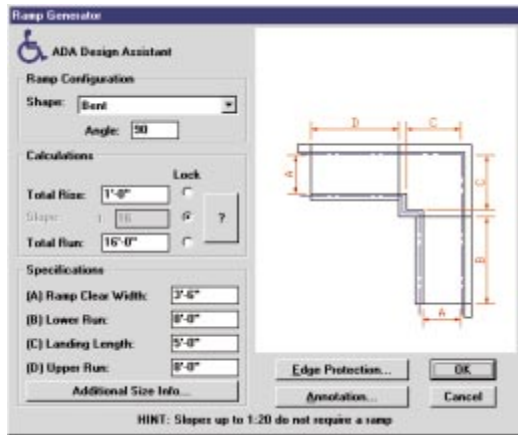 Ramp Generator
ADA Design Assistant
Ramp Configuration
Shape: Bent
Angle: 90
Calculations
Lock
Total Rise: 1'-0"
Slope: 1: 16
?
Total Run: 16'-0"
Specifications
(A) Ramp Clear Width: 3'-6"
(B) Lower Run: 8'-0"
(C) Landing Length: 5'-0"
(D) Upper Run: 8'-0"
Additional Size Info...
D
C
A
C
B
A
Edge Protection...
OK
Annotation...
Cancel
HINT: Slopes up to 1:20 do not require a ramp